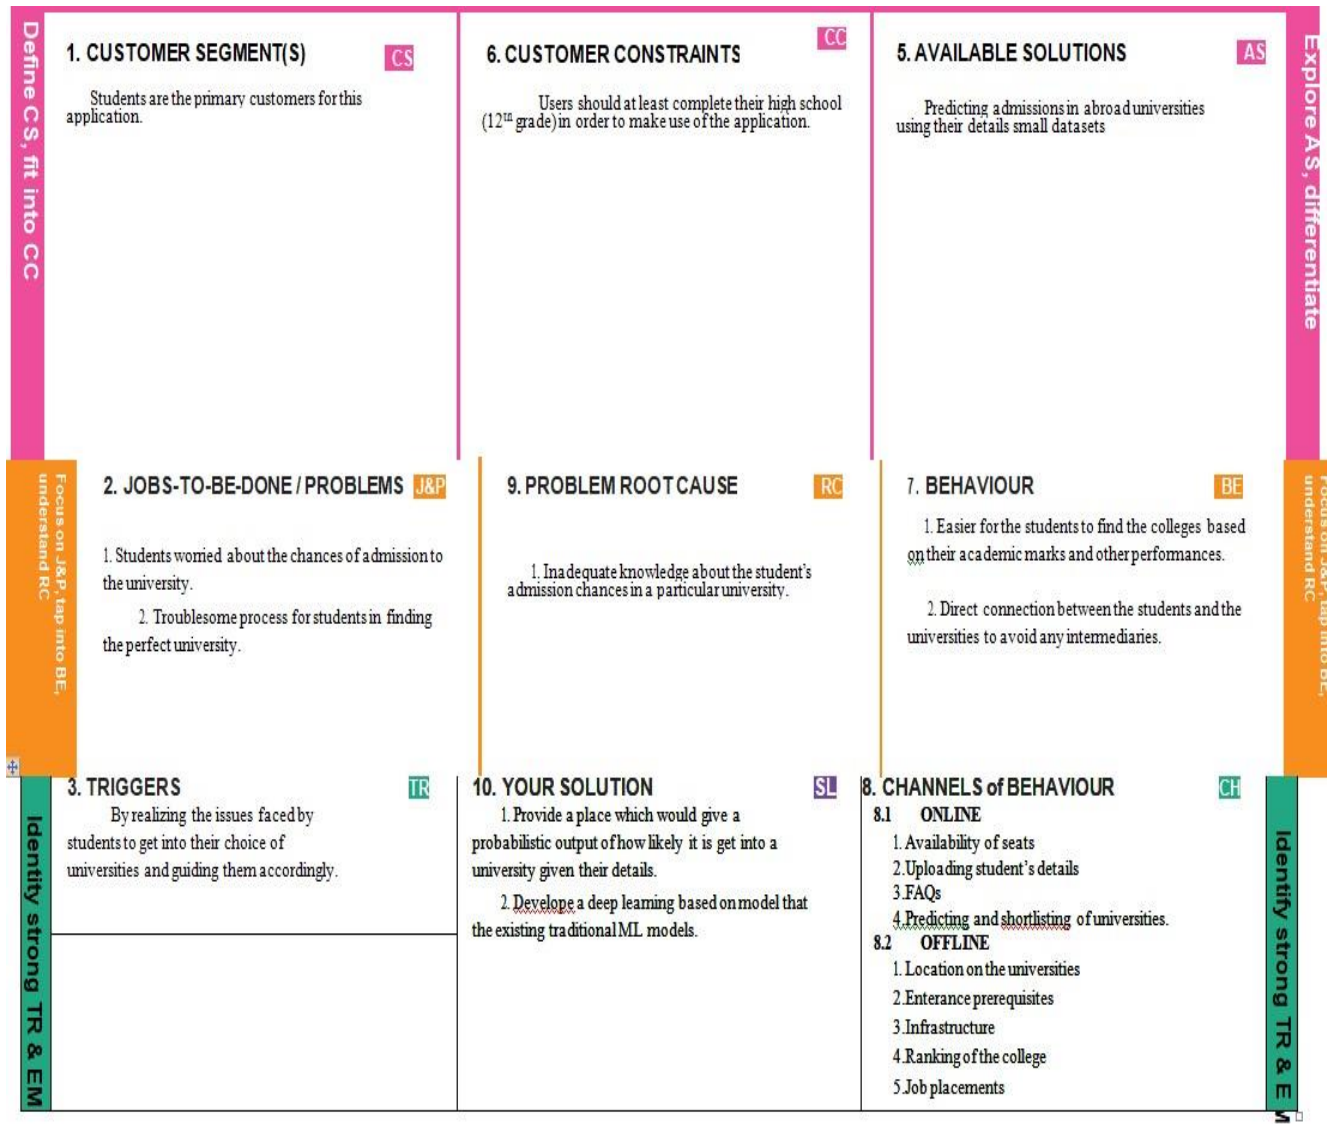 Define CS, fit into CC
1. CUSTOMER SEGMENT(S)
CS
Students are the primary customers for this
application.
6. CUSTOMER CONSTRAINTS
CC
Users should at least complete their high school
(12th grade) in order to make use of the application.
5. AVAILABLE SOLUTIONS
AS
Predicting admissions in abroad universities
using their details small datasets
Explore AS, differentiate
Focus on J&P, tap into BE,
understand RC
2. JOBS-TO-BE-DONE / PROBLEMS
J&P
1. Students worried about the chances of admission to
the university.
2. Troublesome process for students in finding
the perfect university.
9. PROBLEM ROOT CAUSE
RC
1. Inadequate knowledge about the student's
admission chances in a particular university.
7. BEHAVIOUR
BE
1. Easier for the students to find the colleges based
on their academic marks and other performances.
2. Direct connection between the students and the
universities to avoid any intermediaries.
Focus on J&P, tap into BE,
understand RC
Identify strong TR & EM
3. TRIGGERS
TR
By realizing the issues faced by
students to get into their choice of
universities and guiding them accordingly.
10. YOUR SOLUTION
SL
1. Provide a place which would give a
probabilistic output of how likely it is get into a
university given their details.
2. Develope a deep learning based on model that
the existing traditional ML models.
8. CHANNELS of BEHAVIOUR
CH
8.1 ONLINE
1. Availability of seats
2.Uploading student's details
3.FAQs
4.Predicting and shortlisting of universities.
8.2 OFFLINE
1. Location on the universities
2.Enterance prerequisites
3.Infrastructure
4.Ranking of the college
5.Job placements
Identify strong TR & EM